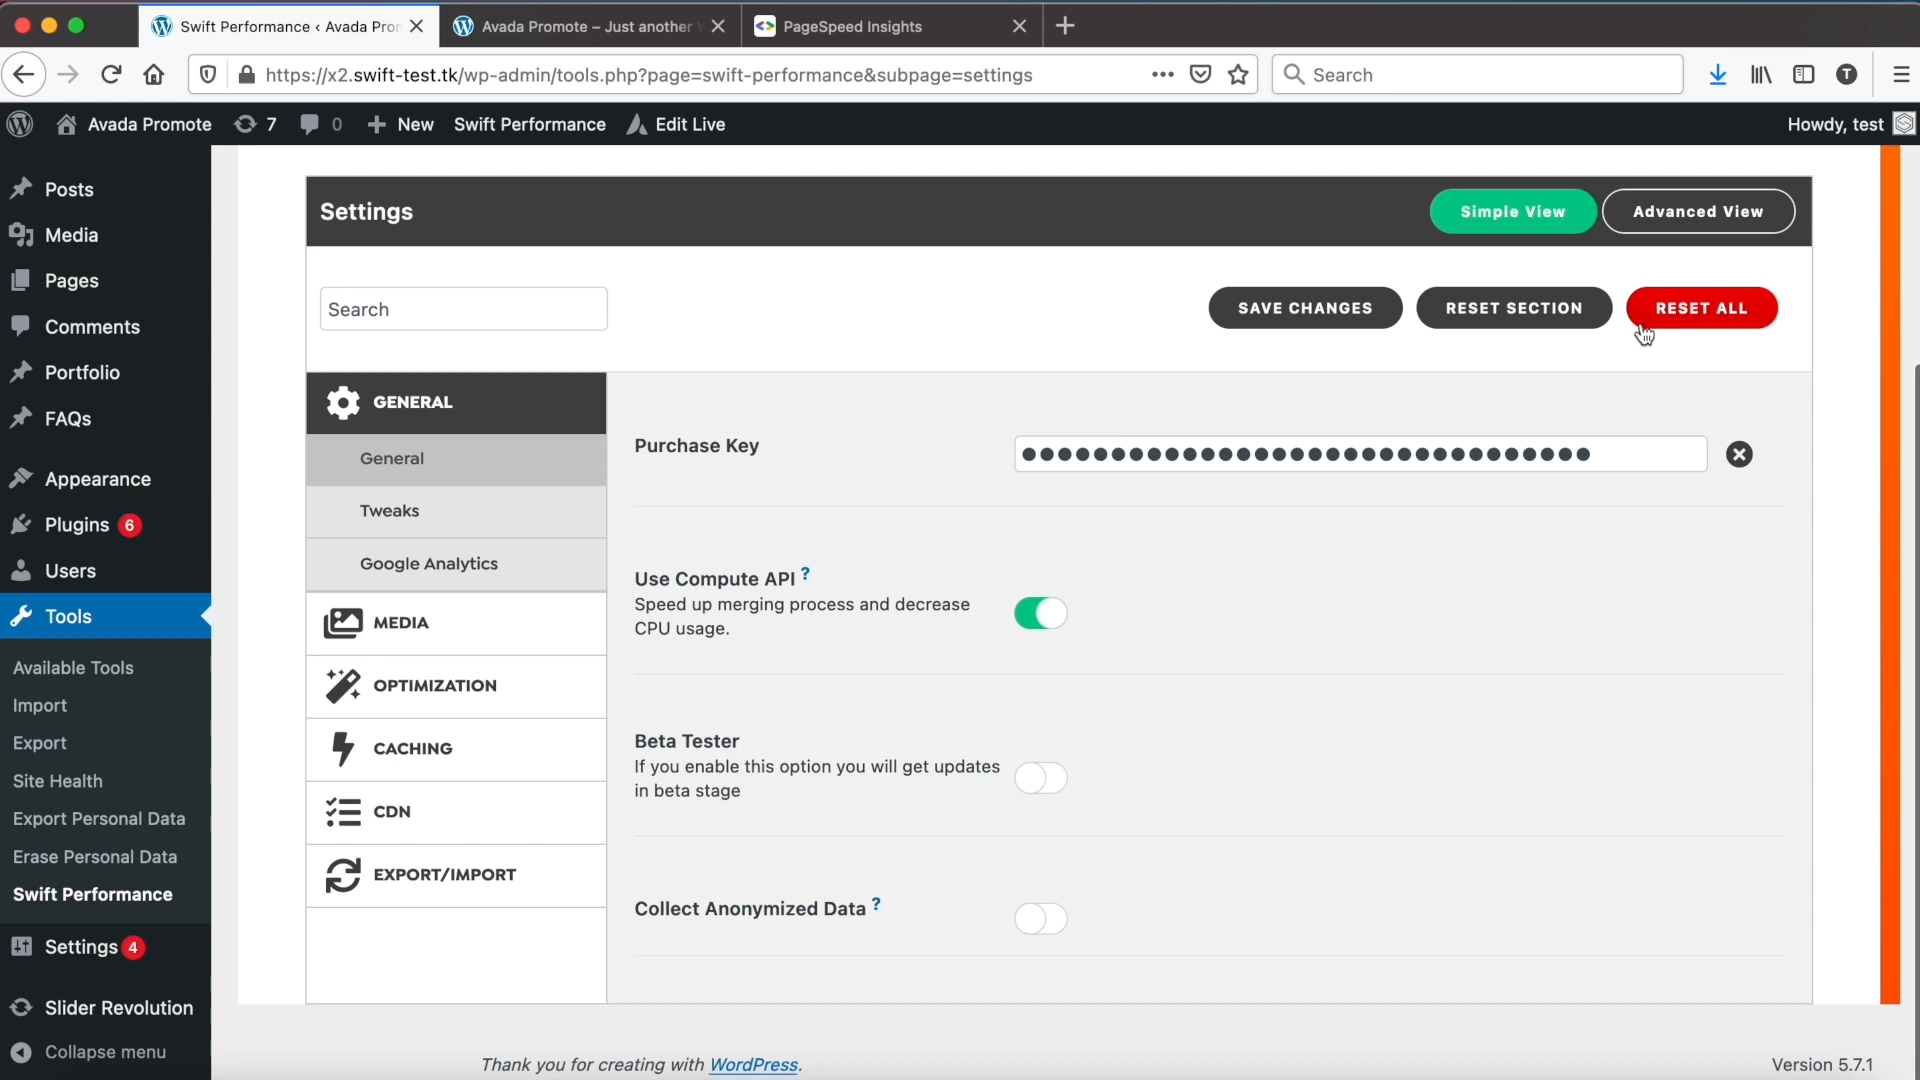 Swift Performance ‹ Avada Pro
Avada Promote – Just another
PageSpeed Insights
https://x2.swift-test.tk/wp-admin/tools.php?page=swift-performance&subpage=settings
Search
T
Avada Promote
7
0
New
Swift Performance
Edit Live
Howdy, test
Posts
Media
Pages
Comments
Portfolio
FAQs
Appearance
Plugins 6
Users
Tools
Available Tools
Import
Export
Site Health
Export Personal Data
Erase Personal Data
Swift Performance
Settings 4
Slider Revolution
Collapse menu
Settings
Simple View
Advanced View
Search
SAVE CHANGES
RESET SECTION
RESET ALL
GENERAL
General
Tweaks
Google Analytics
MEDIA
OPTIMIZATION
CACHING
CDN
EXPORT/IMPORT
Purchase Key
Use Compute API ?
Speed up merging process and decrease
CPU usage.
Beta Tester
If you enable this option you will get updates
in beta stage
Collect Anonymized Data ?
Thank you for creating with WordPress.
Version 5.7.1